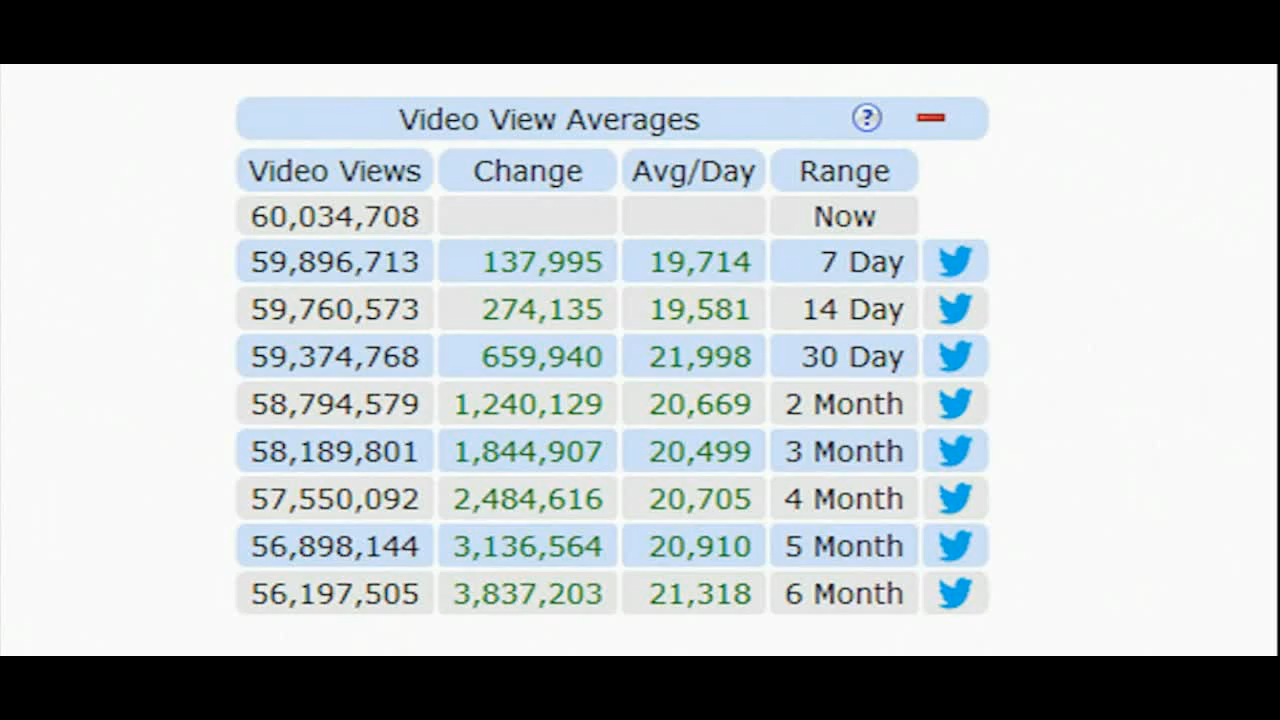 Video View Averages ?
Video Views Change Avg/Day Range
60,034,708 Now
59,896,713 137,995 19,714 7 Day
59,760,573 274,135 19,581 14 Day
59,374,768 659,940 21,998 30 Day
58,794,579 1,240,129 20,669 2 Month
58,189,801 1,844,907 20,499 3 Month
57,550,092 2,484,616 20,705 4 Month
56,898,144 3,136,564 20,910 5 Month
56,197,505 3,837,203 21,318 6 Month